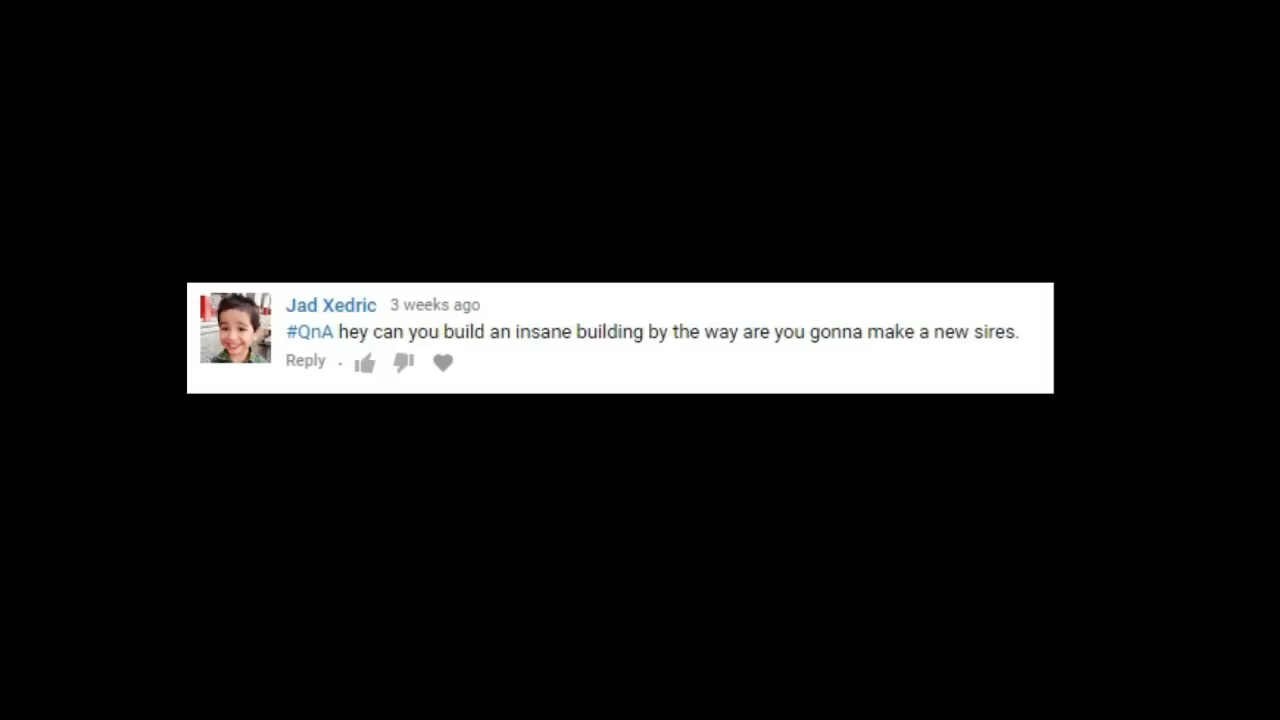 Jad Xedric 3 weeks ago
#QnA hey can you build an insane building by the way are you gonna make a new sires.
Reply .